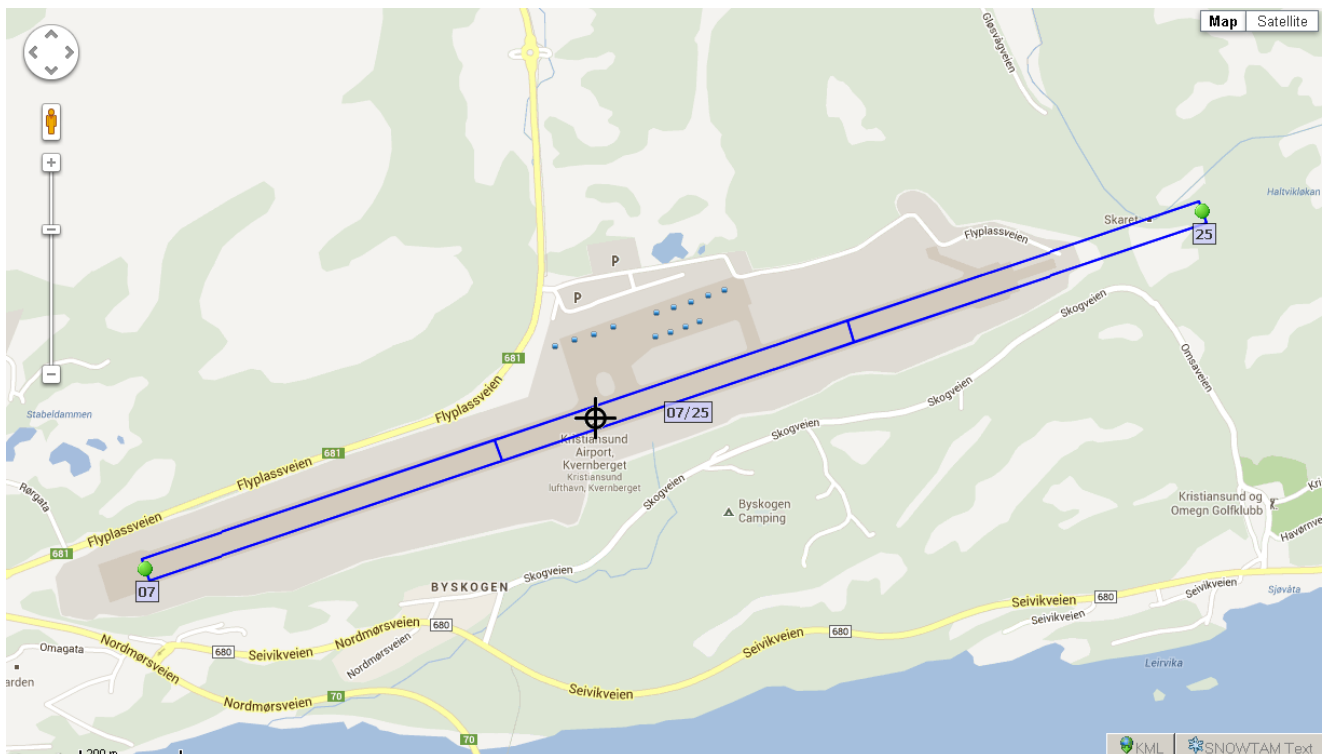 Map
Satellite
Gløsvågveien
Haltvikløkan
Skaret
25
Flyplassveien
P
P
681
Flyplassveien
Skogveien
Omsaveien
Stabeldammen
681
Flyplassveien
07/25
Skogveien
Skogveien
Kristiansund
Airport,
Kvernberget
Kristiansund
lufthavn, Kvernberget
Rørgata
Skogveien
Byskogen
Camping
Kristiansund og
Omegn Golfklubb
Kri
Havørnve
Flyplassveien
681
07
Skogveien
BYSKOGEN
680
Seivikveien
Seivikveien
Sjøvåta
Nordmørsveien
680
Nordmørsveien
Seivikveien
680
Nordmørsveien
680
Seivikveien
Omagata
arden
Seivikveien
Leirvika
Nordmørsveien
70
70
200 m
KML
SNOWTAM Text